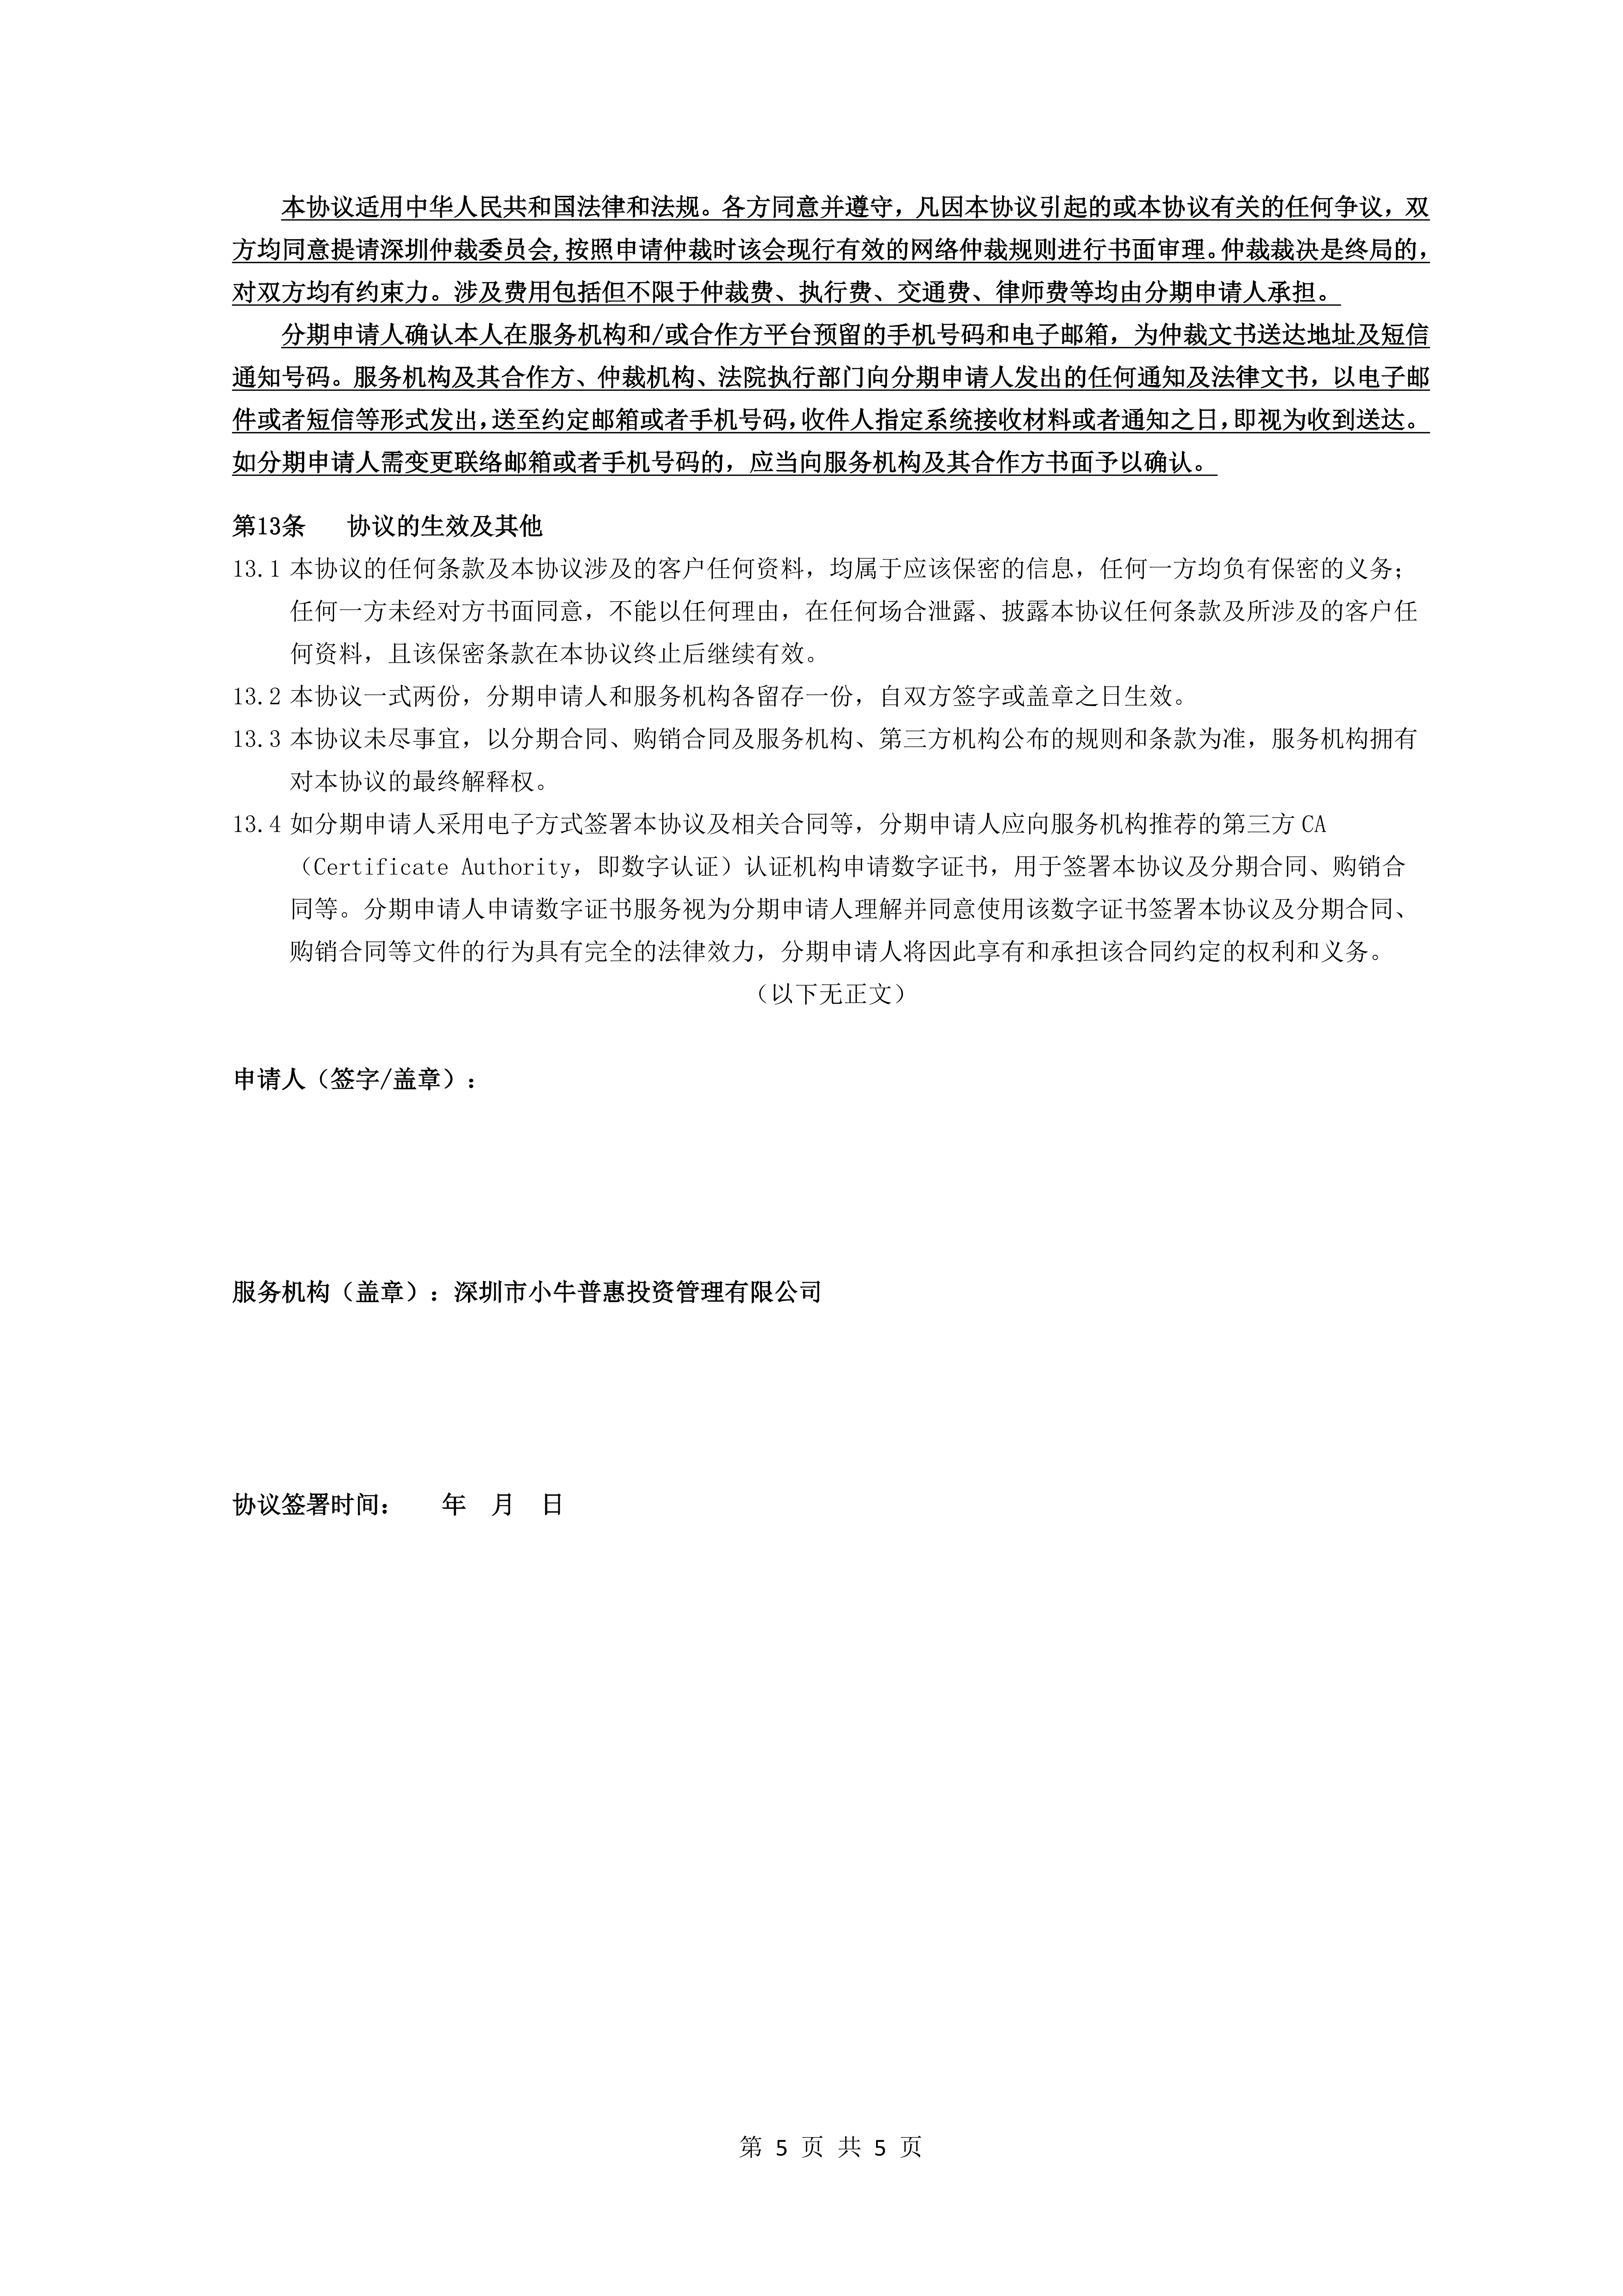 本协议适用中华人民共和国法律和法规。各方同意并遵守，凡因本协议引起的或本协议有关的任何争议，双
方均同意提请深圳仲裁委员会,按照申请仲裁时该会现行有效的网络仲裁规则进行书面审理。仲裁裁决是终局的，
对双方均有约束力。涉及费用包括但不限于仲裁费、执行费、交通费、律师费等均由分期申请人承担。
分期申请人确认本人在服务机构和/或合作方平台预留的手机号码和电子邮箱，为仲裁文书送达地址及短信
通知号码。服务机构及其合作方、仲裁机构、法院执行部门向分期申请人发出的任何通知及法律文书，以电子邮
件或者短信等形式发出，送至约定邮箱或者手机号码，收件人指定系统接收材料或者通知之日，即视为收到送达。
如分期申请人需变更联络邮箱或者手机号码的，应当向服务机构及其合作方书面予以确认。
第13条 协议的生效及其他
13.1 本协议的任何条款及本协议涉及的客户任何资料，均属于应该保密的信息，任何一方均负有保密的义务；
任何一方未经对方书面同意，不能以任何理由，在任何场合泄露、披露本协议任何条款及所涉及的客户任
何资料，且该保密条款在本协议终止后继续有效。
13.2 本协议一式两份，分期申请人和服务机构各留存一份，自双方签字或盖章之日生效。
13.3 本协议未尽事宜，以分期合同、购销合同及服务机构、第三方机构公布的规则和条款为准，服务机构拥有
对本协议的最终解释权。
13.4 如分期申请人采用电子方式签署本协议及相关合同等，分期申请人应向服务机构推荐的第三方 CA
（Certificate Authority，即数字认证）认证机构申请数字证书，用于签署本协议及分期合同、购销合
同等。分期申请人申请数字证书服务视为分期申请人理解并同意使用该数字证书签署本协议及分期合同、
购销合同等文件的行为具有完全的法律效力，分期申请人将因此享有和承担该合同约定的权利和义务。
（以下无正文）
申请人（签字/盖章）：
服务机构（盖章）：深圳市小牛普惠投资管理有限公司
协议签署时间： 年 月 日
第 5 页 共 5 页